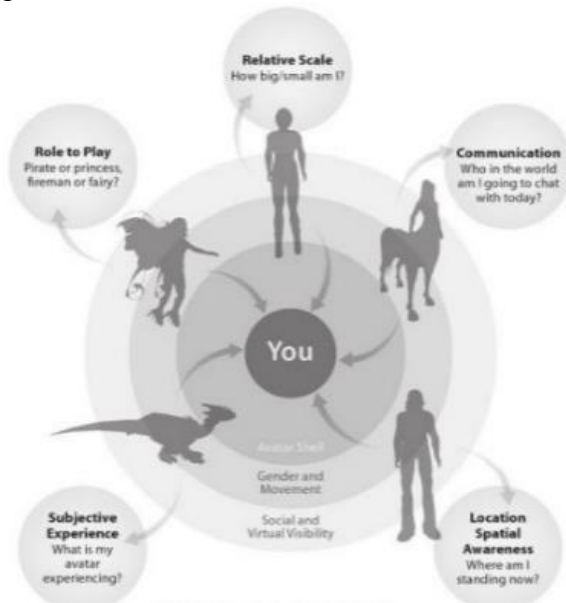 Relative Scale
How big/small am I?
Role to Play
Pirate or princess,
fireman or fairy?
Communication
Who in the world
am I going to chat
with today?
You
Avatar Shell
Gender and
Movement
Social and
Virtual Visibility
Subjective
Experience
What is my
avatar
experiencing?
Location
Spatial
Awareness
Where am I
standing now?